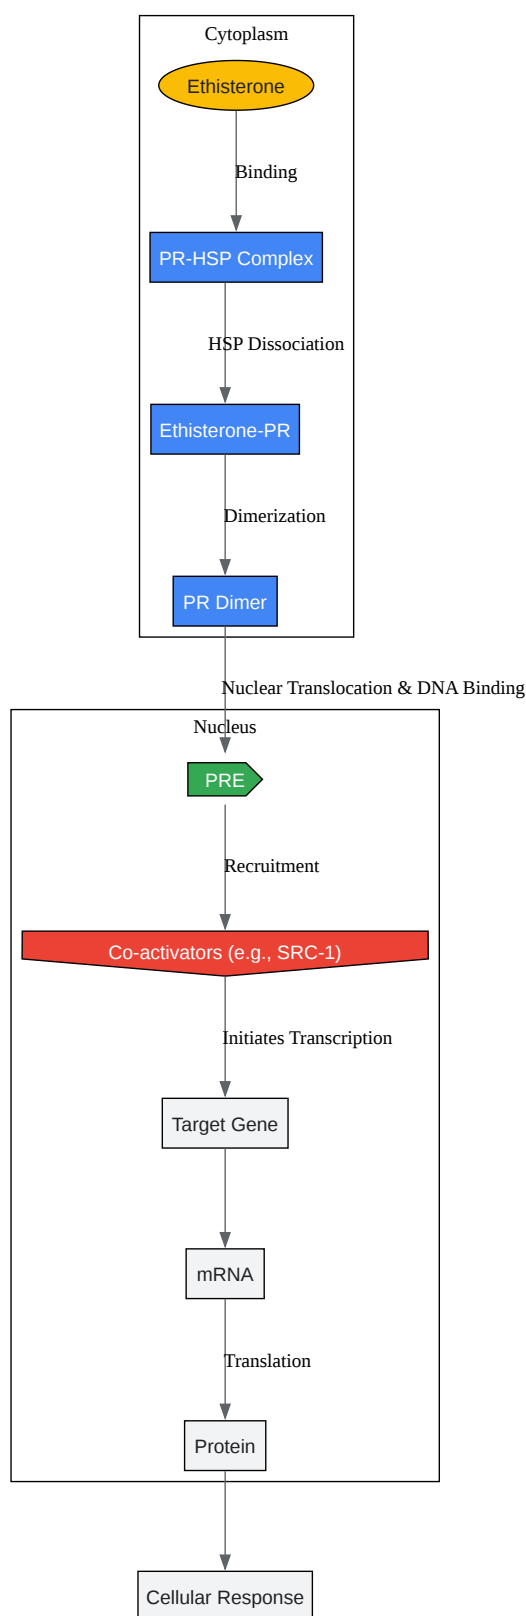 Cytoplasm
Ethisterone
Binding
PR-HSP Complex
HSP Dissociation
Ethisterone-PR
Dimerization
PR Dimer
Nuclear Translocation & DNA Binding
Nucleus
PRE
Recruitment
Co-activators (e.g., SRC-1)
Initiates Transcription
Target Gene
mRNA
Translation
Protein
Cellular Response